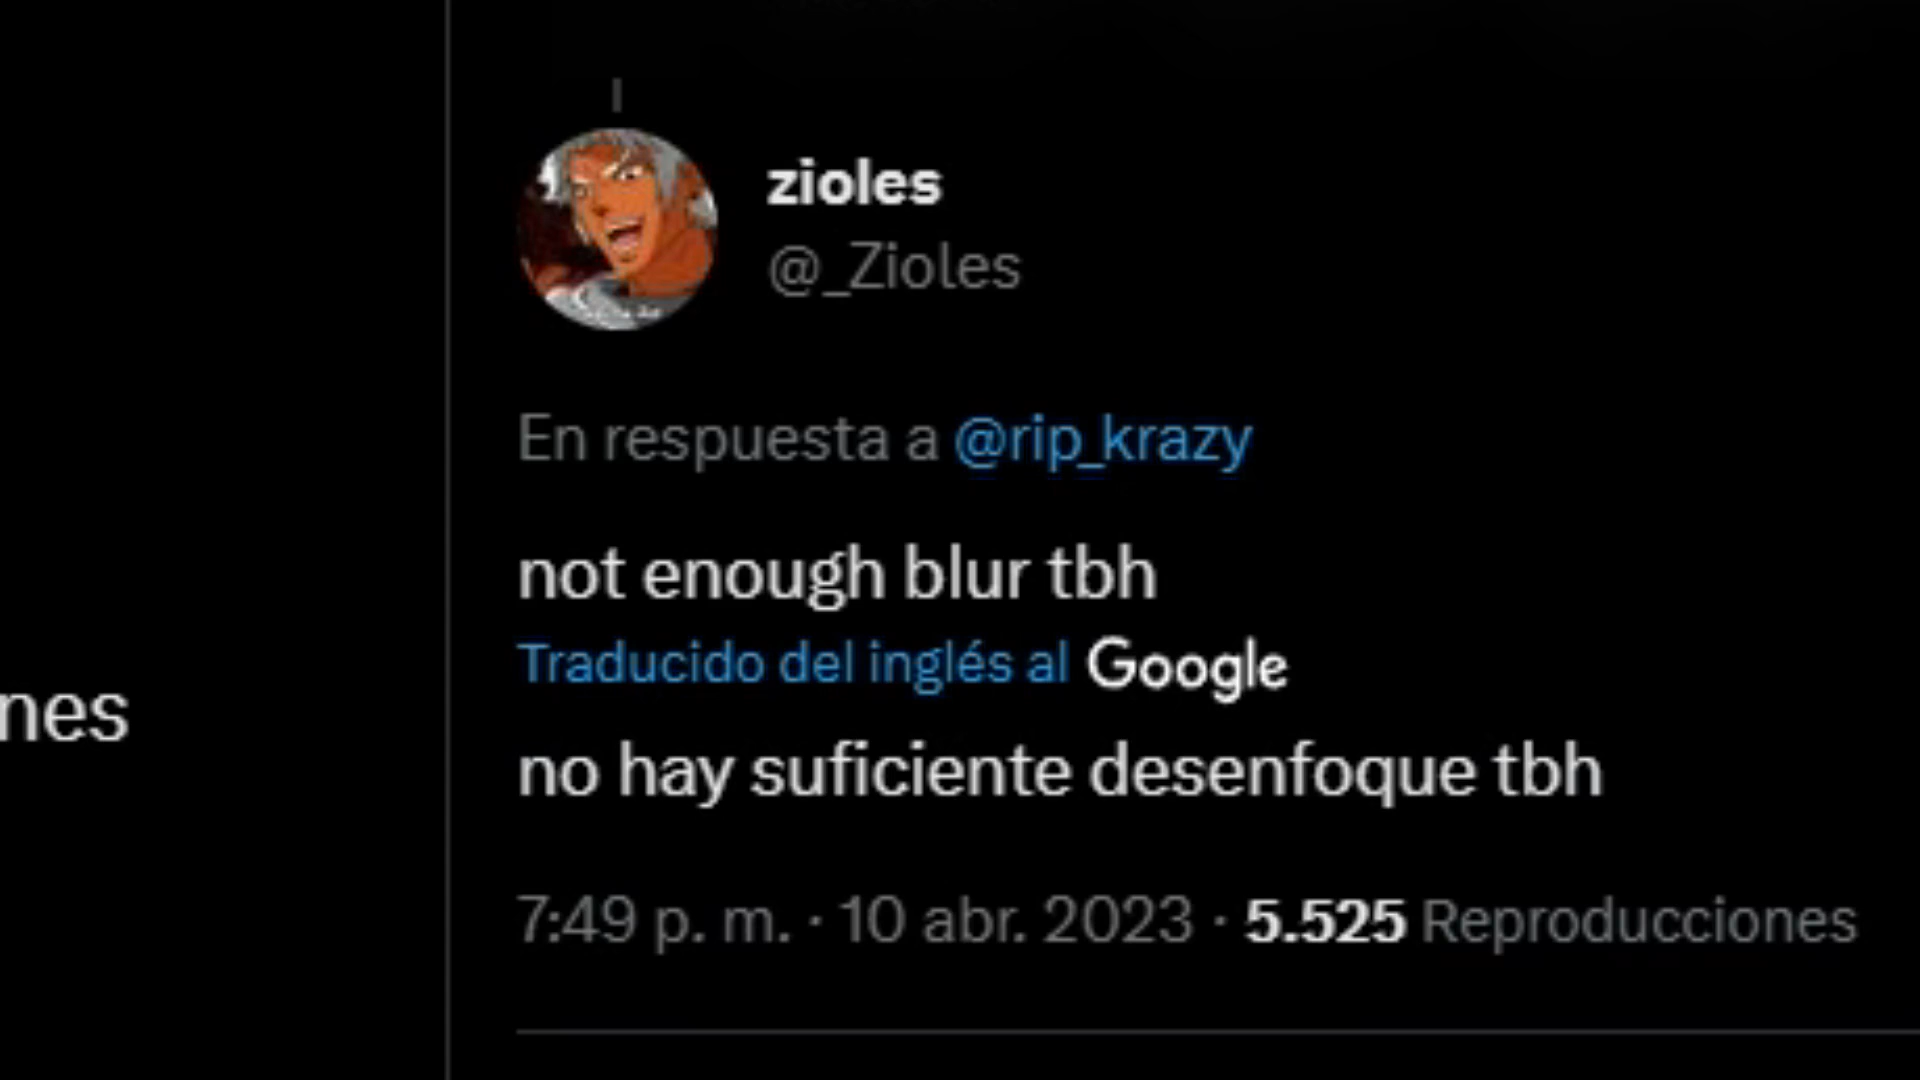 zioles
@_Zioles
En respuesta a @rip_krazy
not enough blur tbh
Traducido del inglés al Google
nes
no hay suficiente desenfoque tbh
7:49 p. m. · 10 abr. 2023 · 5.525 Reproducciones